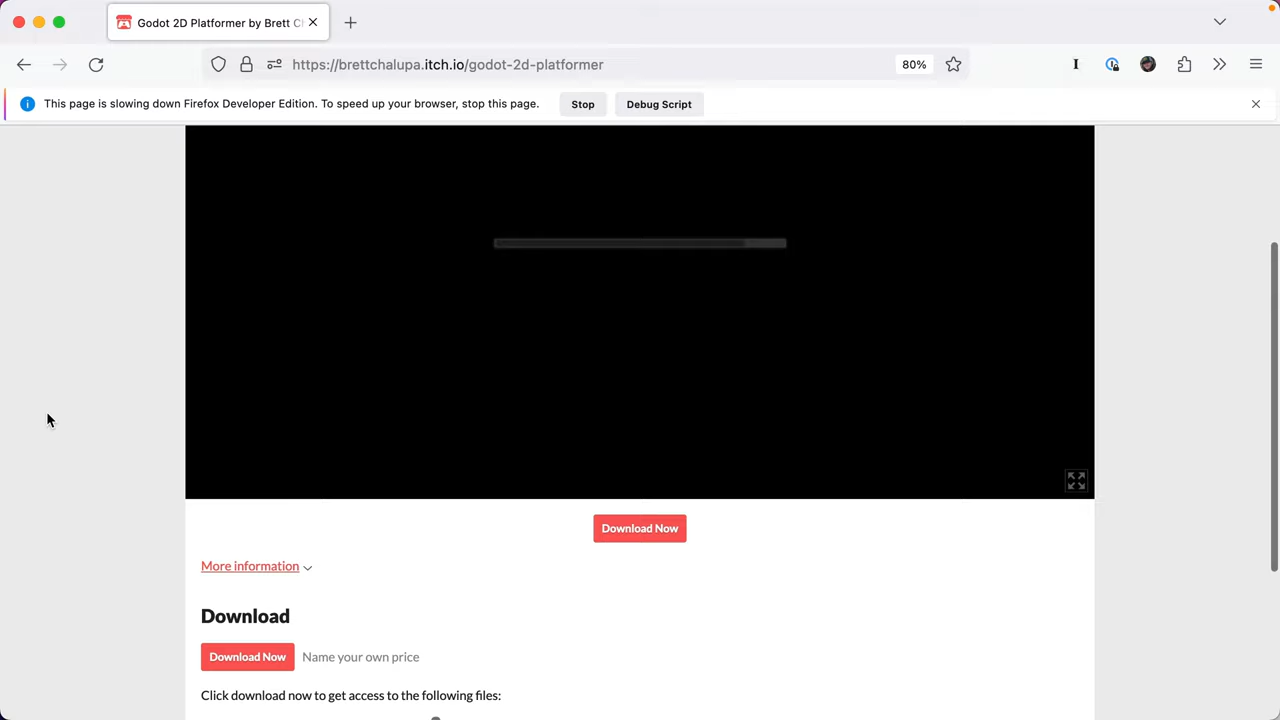 Godot 2D Platformer by Brett C
https://brettchalupa.itch.io/godot-2d-platformer
80%
This page is slowing down Firefox Developer Edition. To speed up your browser, stop this page.
Stop
Debug Script
Download Now
More information
Download
Download Now
Name your own price
Click download now to get access to the following files: